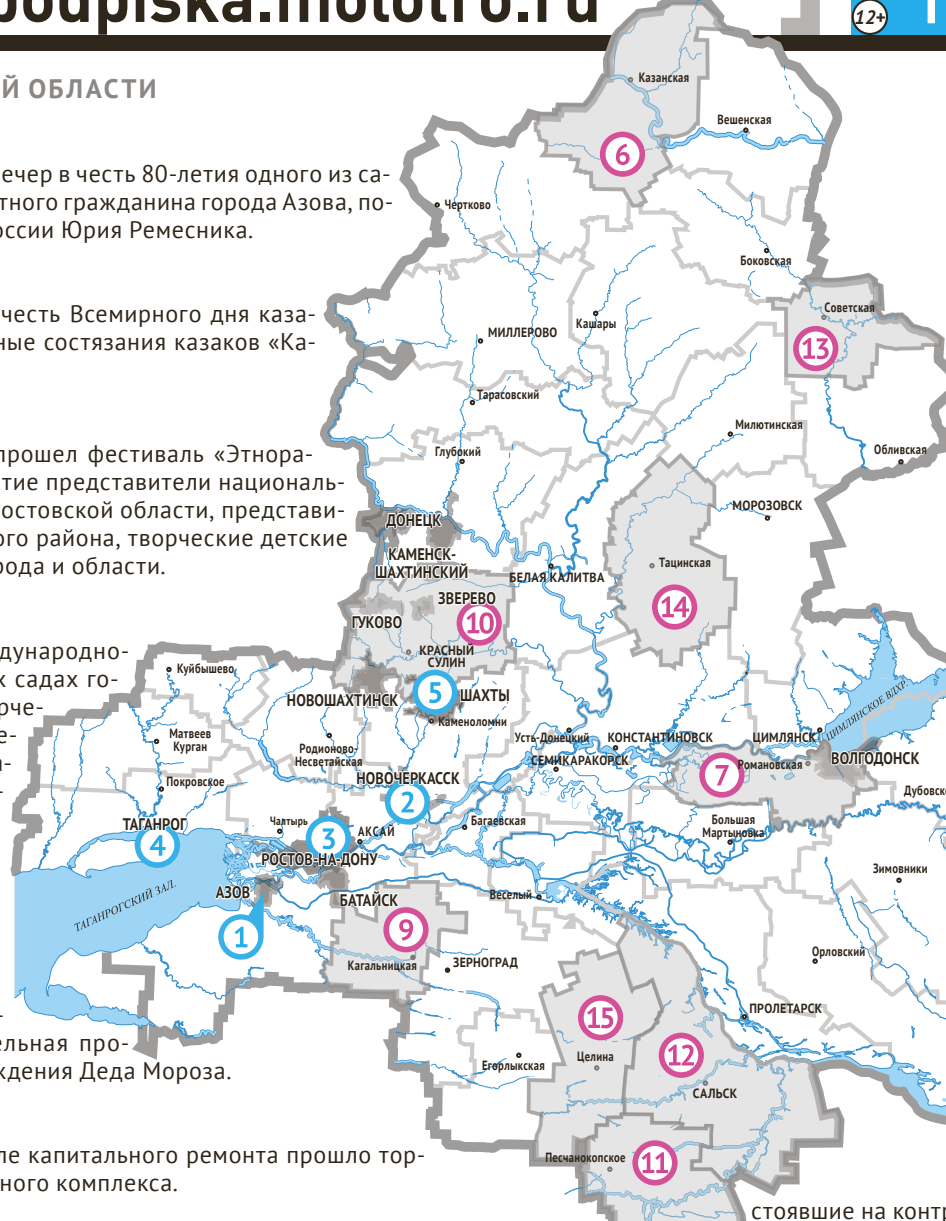 podpiska.molotro.ru
12+
Й ОБЛАСТИ
ечер в честь 80-летия одного из са-
тного гражданина города Азова, по-
оссии Юрия Ремесника.
честь Всемирного дня каза-
ные состязания казаков «Ка-
прошел фестиваль «Этнора-
тие представители националь-
остовской области, представи-
ого района, творческие детские
рода и области.
дународно-
х садах го-
рче-
е-
а-
ельная про-
ждения Деда Мороза.
ле капитального ремонта прошло тор-
ного комплекса.
стоявшие на контр
Казанская
Вешенская
6
Чертково
Боковская
Советская
МИЛЛЕРОВО
Кашары
13
Тарасовский
Милютинская
Глубокий
Обливская
МОРОЗОВСК
ДОНЕЦК
КАМЕНСК-
ШАХТИНСКИЙ
Тацинская
БЕЛАЯ КАЛИТВА
ЗВЕРЕВО
14
ГУКОВО
10
КРАСНЫЙ
СУЛИН
Куйбышево
НОВОШАХТИНСК
5
ШАХТЫ
Каменоломни
ЦИМЛЯНСКОЕ ВДХР.
Матвеев
Курган
Родионово-
Несветайская
Усть-Донецкий
КОНСТАНТИНОВСК
ЦИМЛЯНСК
СЕМИКАРАКОРСК
Романовская
ВОЛГОДОНСК
7
Покровское
НОВОЧЕРКАССК
2
Дубовско
ТАГАНРОГ
4
Чалтырь
3
АКСАЙ
Багаевская
Большая
Мартыновка
РОСТОВ-НА-ДОНУ
Зимовники
ТАГАНРОГСКИЙ ЗАЛ.
АЗОВ
БАТАЙСК
Веселый
1
9
Кагальницкая
ЗЕРНОГРАД
Орловский
15
ПРОЛЕТАРСК
Егорлыкская
Целина
12
САЛЬСК
Песчанокопское
11